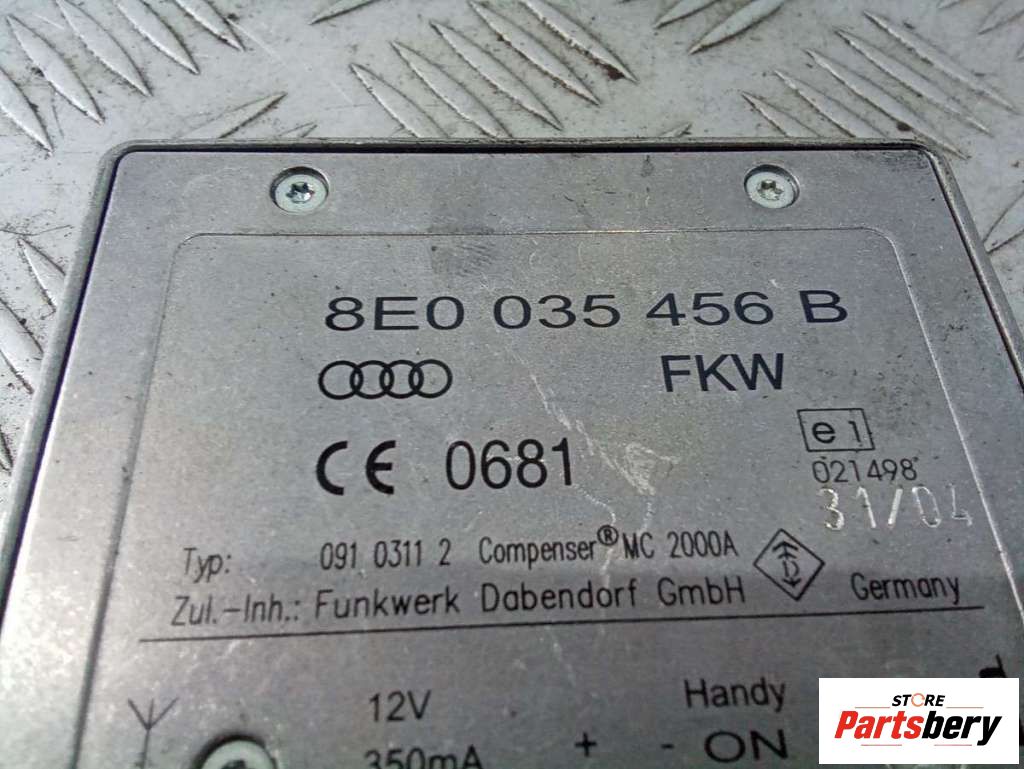 8E0 035 456 B
FKW
CE 0681
e1
021498
31/04
Typ: 091 0311 2 Compenser® MC 2000A
Zul.-Inh.: Funkwerk Dabendorf GmbH Germany
12V Handy
350mA + - ON
STORE
Partsbery